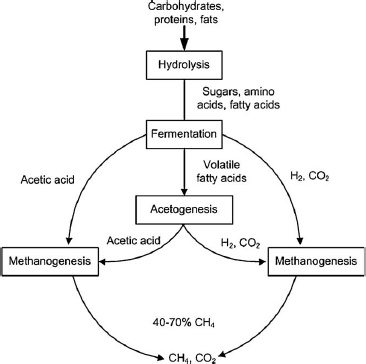 Carbohydrates,
proteins, fats
Hydrolysis
Sugars, amino
acids, fatty acids
Fermentation
Acetic acid
Volatile
fatty acids
H₂, CO₂
Acetogenesis
Acetic acid
H₂, CO₂
Methanogenesis
Methanogenesis
40-70% CH₄
CH₄, CO₂